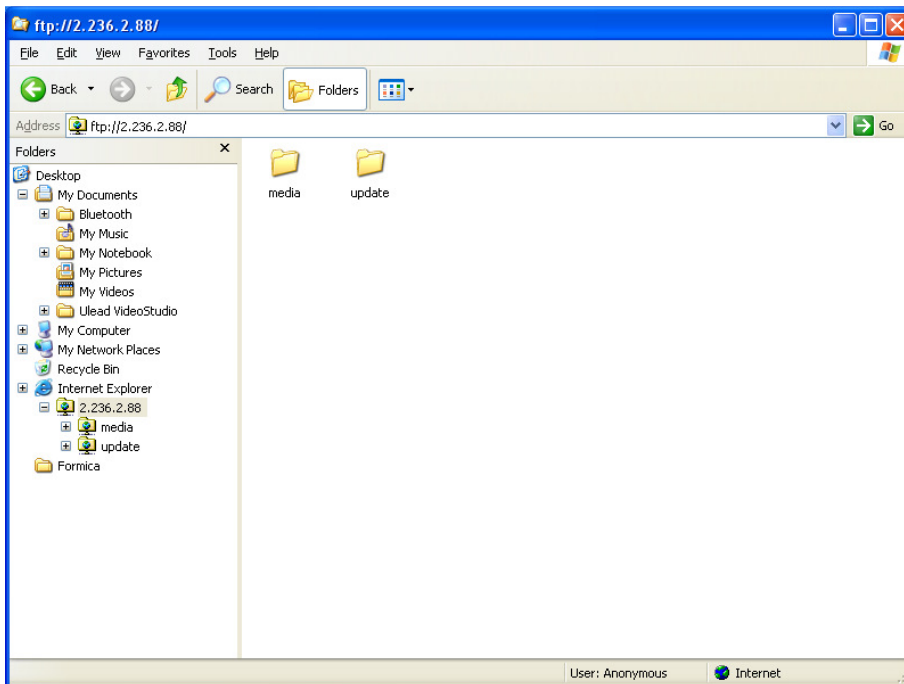 ftp://2.236.2.88/
File Edit View Favorites Tools Help
Back Search Folders
Address ftp://2.236.2.88/ Go
Folders
Desktop
My Documents
Bluetooth
My Music
My Notebook
My Pictures
My Videos
Ulead VideoStudio
My Computer
My Network Places
Recycle Bin
Internet Explorer
2.236.2.88
media
update
Formica
media update
User: Anonymous Internet